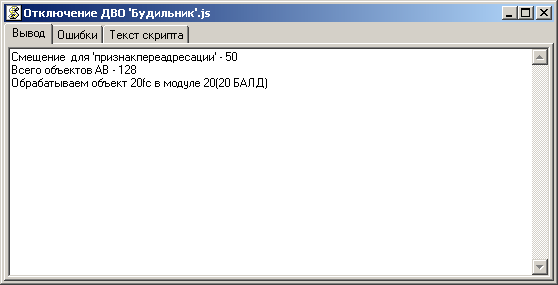 Отключение ДВО 'Будильник'.js
Вывод Ошибки Текст скрипта
Смещение для 'признакпереадресации' - 50
Всего объектов АВ - 128
Обрабатываем объект 20fc в модуле 20(20 БАЛД)